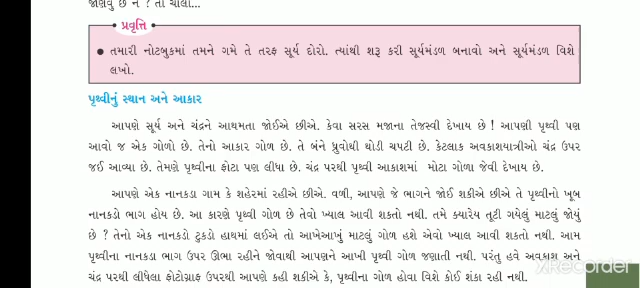 જાણવું છે ને ? તો ચાલો...
પ્રવૃત્તિ
● તમારી નોટબુકમાં તમને ગમે તે તરફ સૂર્ય દોરો. ત્યાંથી શરૂ કરી સૂર્યમંડળ બનાવો અને સૂર્યમંડળ વિશે
લખો.
પૃથ્વીનું સ્થાન અને આકાર
આપણે સૂર્ય અને ચંદ્રને આથમતા જોઈએ છીએ. કેવા સરસ મજાના તેજસ્વી દેખાય છે ! આપણી પૃથ્વી પણ
આવો જ એક ગોળો છે. તેનો આકાર ગોળ છે. તે બંને ધ્રુવોથી થોડી ચપટી છે. કેટલાક અવકાશયાત્રીઓ ચંદ્ર ઉપર
જઈ આવ્યા છે. તેમણે પૃથ્વીના ફોટા પણ લીધા છે. ચંદ્ર પરથી પૃથ્વી આકાશમાં મોટા ગોળા જેવી દેખાય છે.
આપણે એક નાનકડા ગામ કે શહેરમાં રહીએ છીએ. વળી, આપણે જે ભાગને જોઈ શકીએ છીએ તે પૃથ્વીનો ખૂબ
નાનકડો ભાગ હોય છે. આ કારણે પૃથ્વી ગોળ છે તેવો ખ્યાલ આવી શકતો નથી. તમે ક્યારેય તૂટી ગયેલું માટલું જોયું
છે ? તેનો એક નાનકડો ટુકડો હાથમાં લઈએ તો આખેઆખું માટલું ગોળ હશે એવો ખ્યાલ આવી શકતો નથી. આમ
પૃથ્વીના નાનકડા ભાગ ઉપર ઊભા રહીને જોવાથી આપણને આખી પૃથ્વી ગોળ જણાતી નથી. પરંતુ હવે અવકાશ અને
ચંદ્ર પરથી લીધેલા ફોટોગ્રાફ ઉપરથી આપણે કહી શકીએ કે, પૃથ્વીના ગોળ હોવા વિશે કોઈ શંકા રહી નથી.
XRECORDER